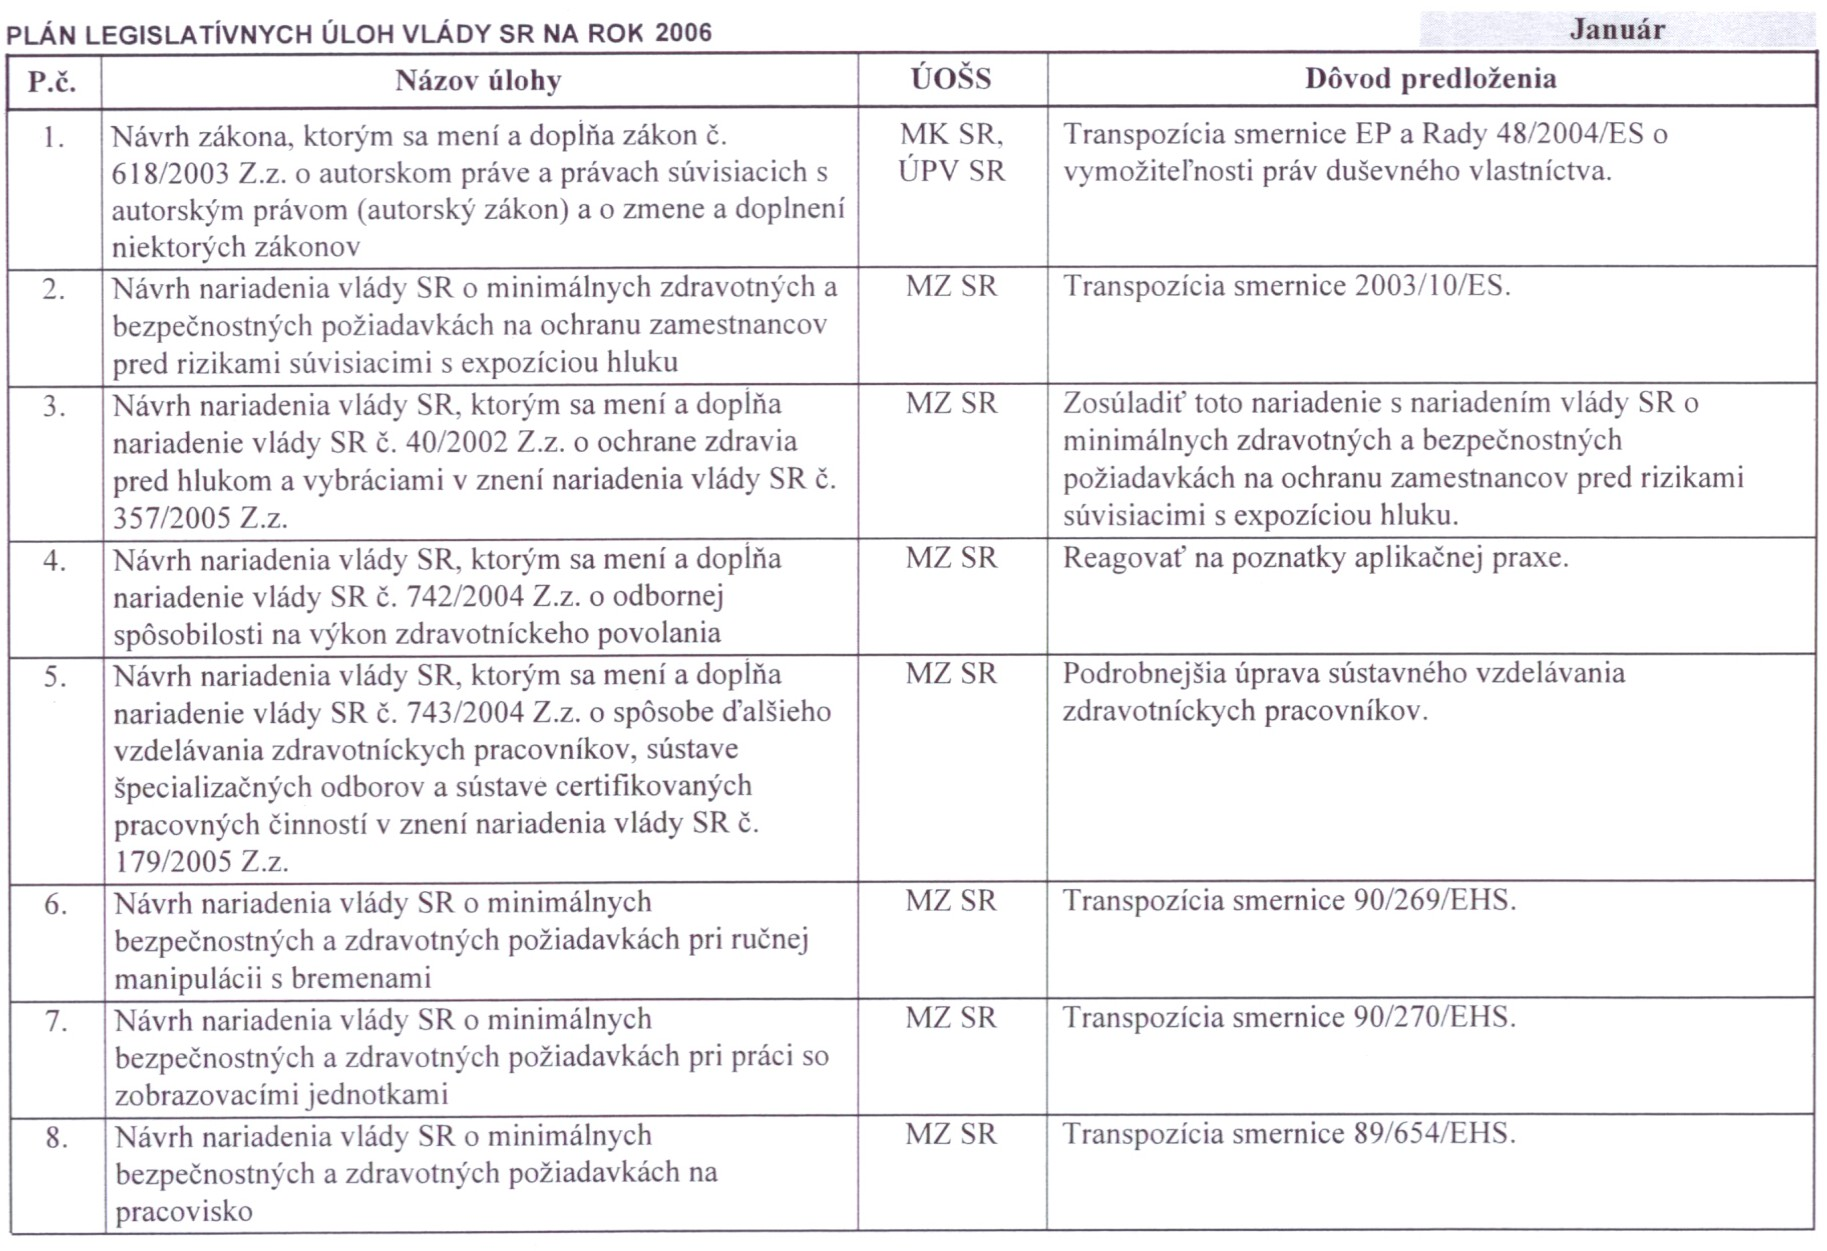 PLÁN LEGISLATÍVNYCH ÚLOH VLÁDY SR NA ROK 2006
Január
P.č.
Názov úlohy
ÚOŠS
Dôvod predloženia
1.
Návrh zákona, ktorým sa mení a dopĺňa zákon č.
618/2003 Z.z. o autorskom práve a právach súvisiacich s
autorským právom (autorský zákon) a o zmene a doplnení
niektorých zákonov
MK SR,
ÚPV SR
Transpozícia smernice EP a Rady 48/2004/ES o
vymožiteľnosti práv duševného vlastníctva.
2.
Návrh nariadenia vlády SR o minimálnych zdravotných a
bezpečnostných požiadavkách na ochranu zamestnancov
pred rizikami súvisiacimi s expozíciou hluku
MZ SR
Transpozícia smernice 2003/10/ES.
3.
Návrh nariadenia vlády SR, ktorým sa mení a dopĺňa
nariadenie vlády SR č. 40/2002 Z.z. o ochrane zdravia
pred hlukom a vybráciami v znení nariadenia vlády SR č.
357/2005 Z.z.
MZ SR
Zosúladiť toto nariadenie s nariadením vlády SR o
minimálnych zdravotných a bezpečnostných
požiadavkách na ochranu zamestnancov pred rizikami
súvisiacimi s expozíciou hluku.
4.
Návrh nariadenia vlády SR, ktorým sa mení a dopĺňa
nariadenie vlády SR č. 742/2004 Z.z. o odbornej
spôsobilosti na výkon zdravotníckeho povolania
MZ SR
Reagovať na poznatky aplikačnej praxe.
5.
Návrh nariadenia vlády SR, ktorým sa mení a dopĺňa
nariadenie vlády SR č. 743/2004 Z.z. o spôsobe ďalšieho
vzdelávania zdravotníckych pracovníkov, sústave
špecializačných odborov a sústave certifikovaných
pracovných činností v znení nariadenia vlády SR č.
179/2005 Z.z.
MZ SR
Podrobnejšia úprava sústavného vzdelávania
zdravotníckych pracovníkov.
6.
Návrh nariadenia vlády SR o minimálnych
bezpečnostných a zdravotných požiadavkách pri ručnej
manipulácii s bremenami
MZ SR
Transpozícia smernice 90/269/EHS.
7.
Návrh nariadenia vlády SR o minimálnych
bezpečnostných a zdravotných požiadavkách pri práci so
zobrazovacími jednotkami
MZ SR
Transpozícia smernice 90/270/EHS.
8.
Návrh nariadenia vlády SR o minimálnych
bezpečnostných a zdravotných požiadavkách na
pracovisko
MZ SR
Transpozícia smernice 89/654/EHS.